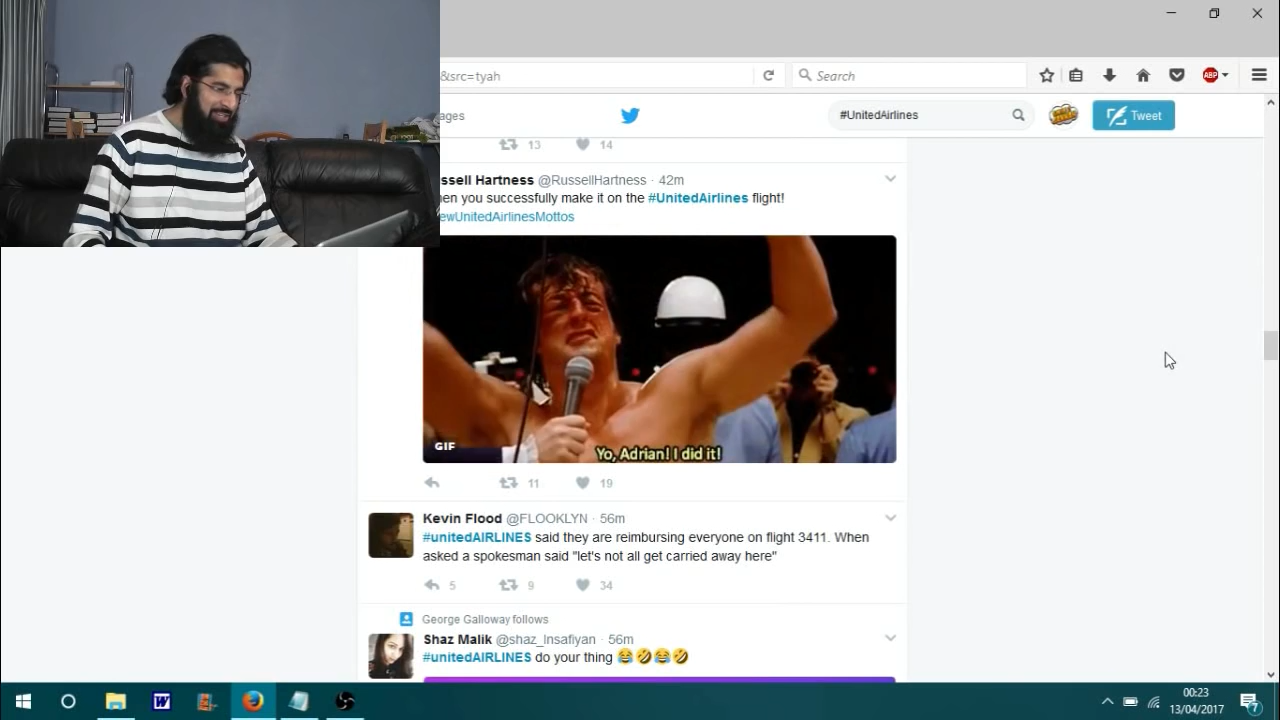 &src=tyah
Search
ABP
ages
#UnitedAirlines
Tweet
13 14
ssell Hartness @RussellHartness · 42m
en you successfully make it on the #UnitedAirlines flight!
ewUnitedAirlinesMottos
GIF
Yo, Adrian! I did it!
11 19
Kevin Flood @FLOOKLYN · 56m
#unitedAIRLINES said they are reimbursing everyone on flight 3411. When
asked a spokesman said "let's not all get carried away here"
5 9 34
George Galloway follows
Shaz Malik @shaz_Insafiyan · 56m
#unitedAIRLINES do your thing 😂🤣😂🤣
W
00:23
13/04/2017
7